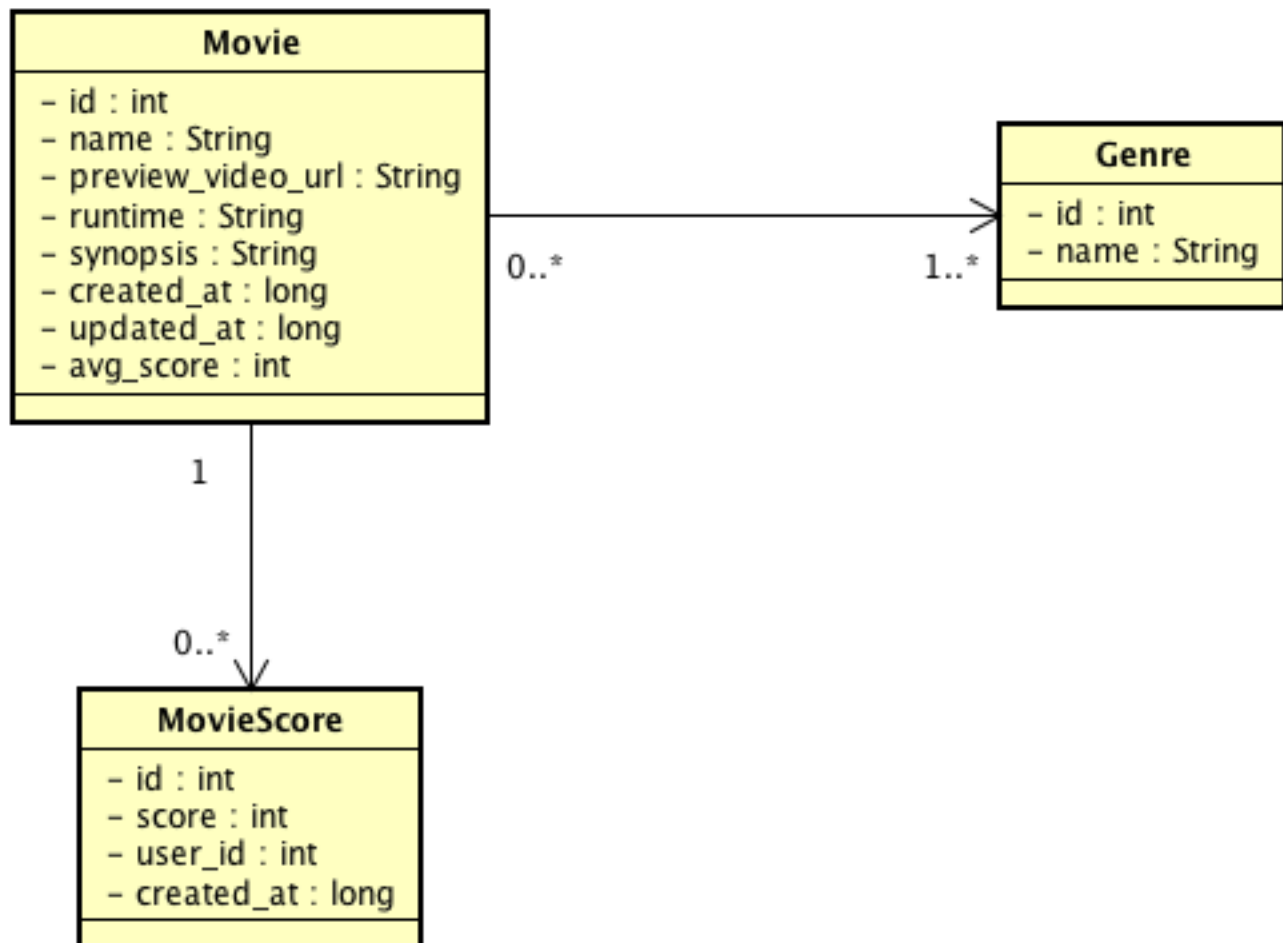 Movie
- id : int
- name : String
- preview_video_url : String
- runtime : String
- synopsis : String
- created_at : long
- updated_at : long
- avg_score : int
0..*
1..*
Genre
- id : int
- name : String
1
0..*
MovieScore
- id : int
- score : int
- user_id : int
- created_at : long